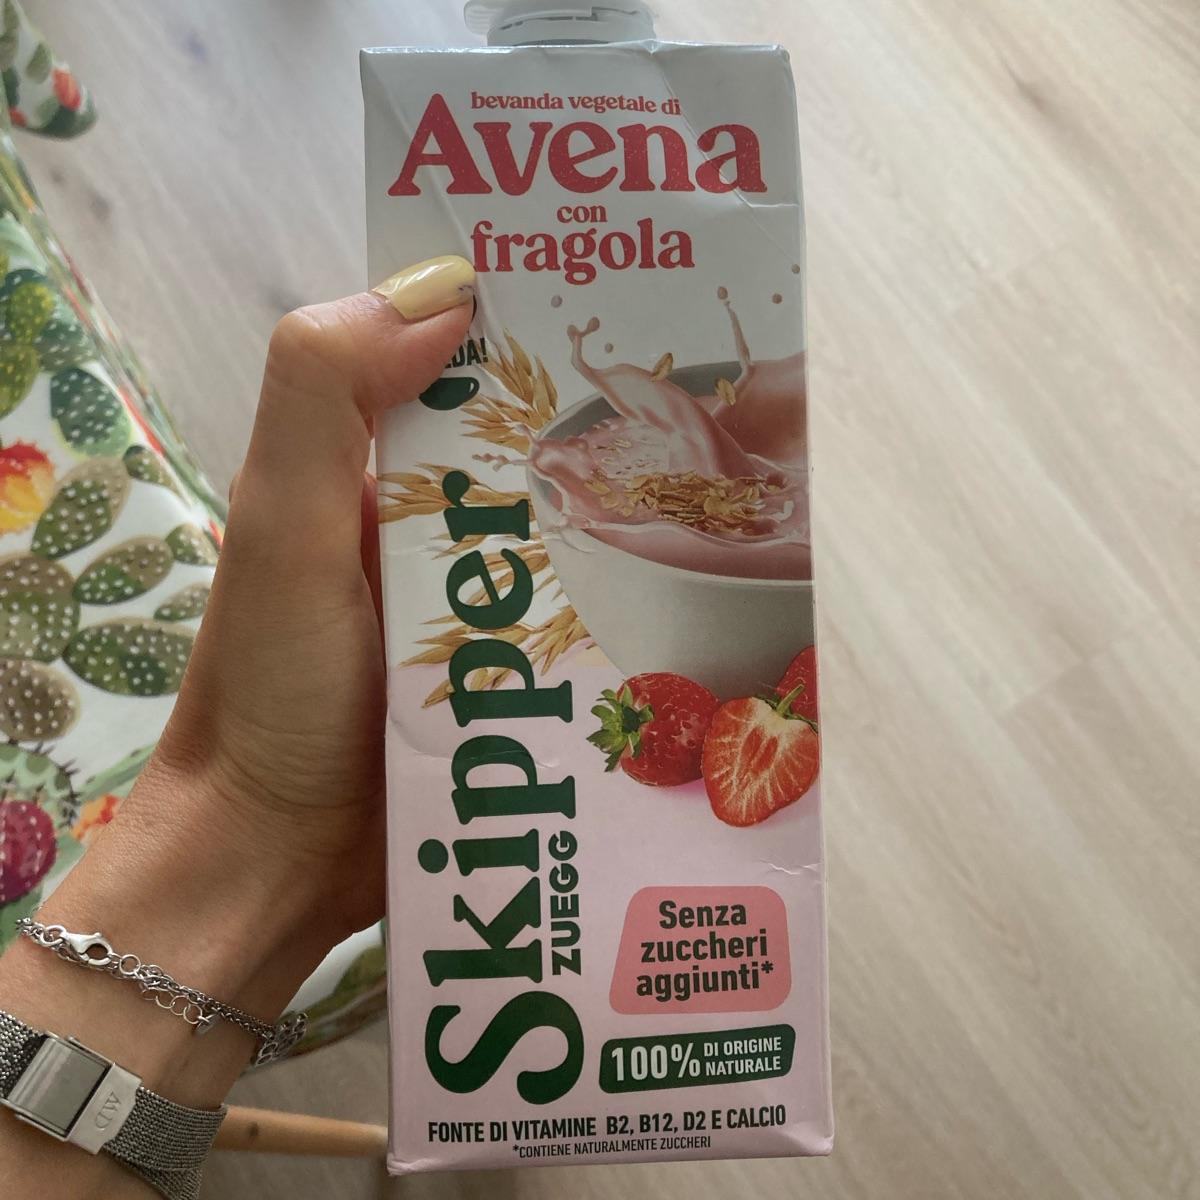 bevanda vegetale di
Avena
con
fragola
Skipper
ZUEGG
Senza
zuccheri
aggiunti*
100% DI ORIGINE
NATURALE
FONTE DI VITAMINE B2, B12, D2 E CALCIO
*CONTIENE NATURALMENTE ZUCCHERI